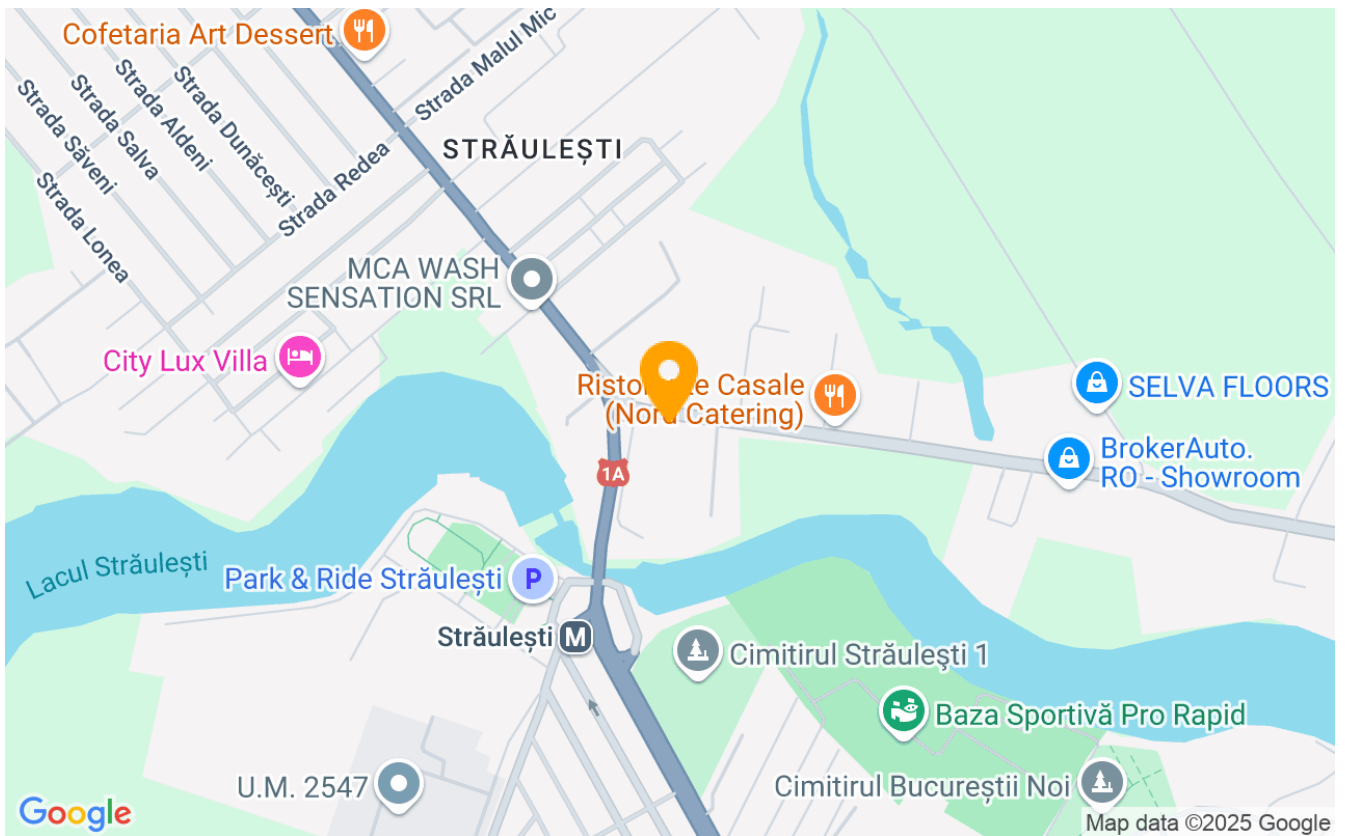 Cofetaria Art Dessert
Strada Malul Mic
Strada Săveni
Strada Salva
Strada Aldeni
Strada Dunăcești
Strada Redea
Strada Lonea
STRĂULEȘTI
MCA WASH
SENSATION SRL
City Lux Villa
Casale
(Nord Catering)
SELVA FLOORS
BrokerAuto.
RO - Showroom
1A
Lacul Străulești
Park & Ride Străulești
P
Străulești
M
Cimitirul Străulești 1
Baza Sportivă Pro Rapid
Cimitirul Bucureștii Noi
U.M. 2547
Google
Map data ©2025 Google